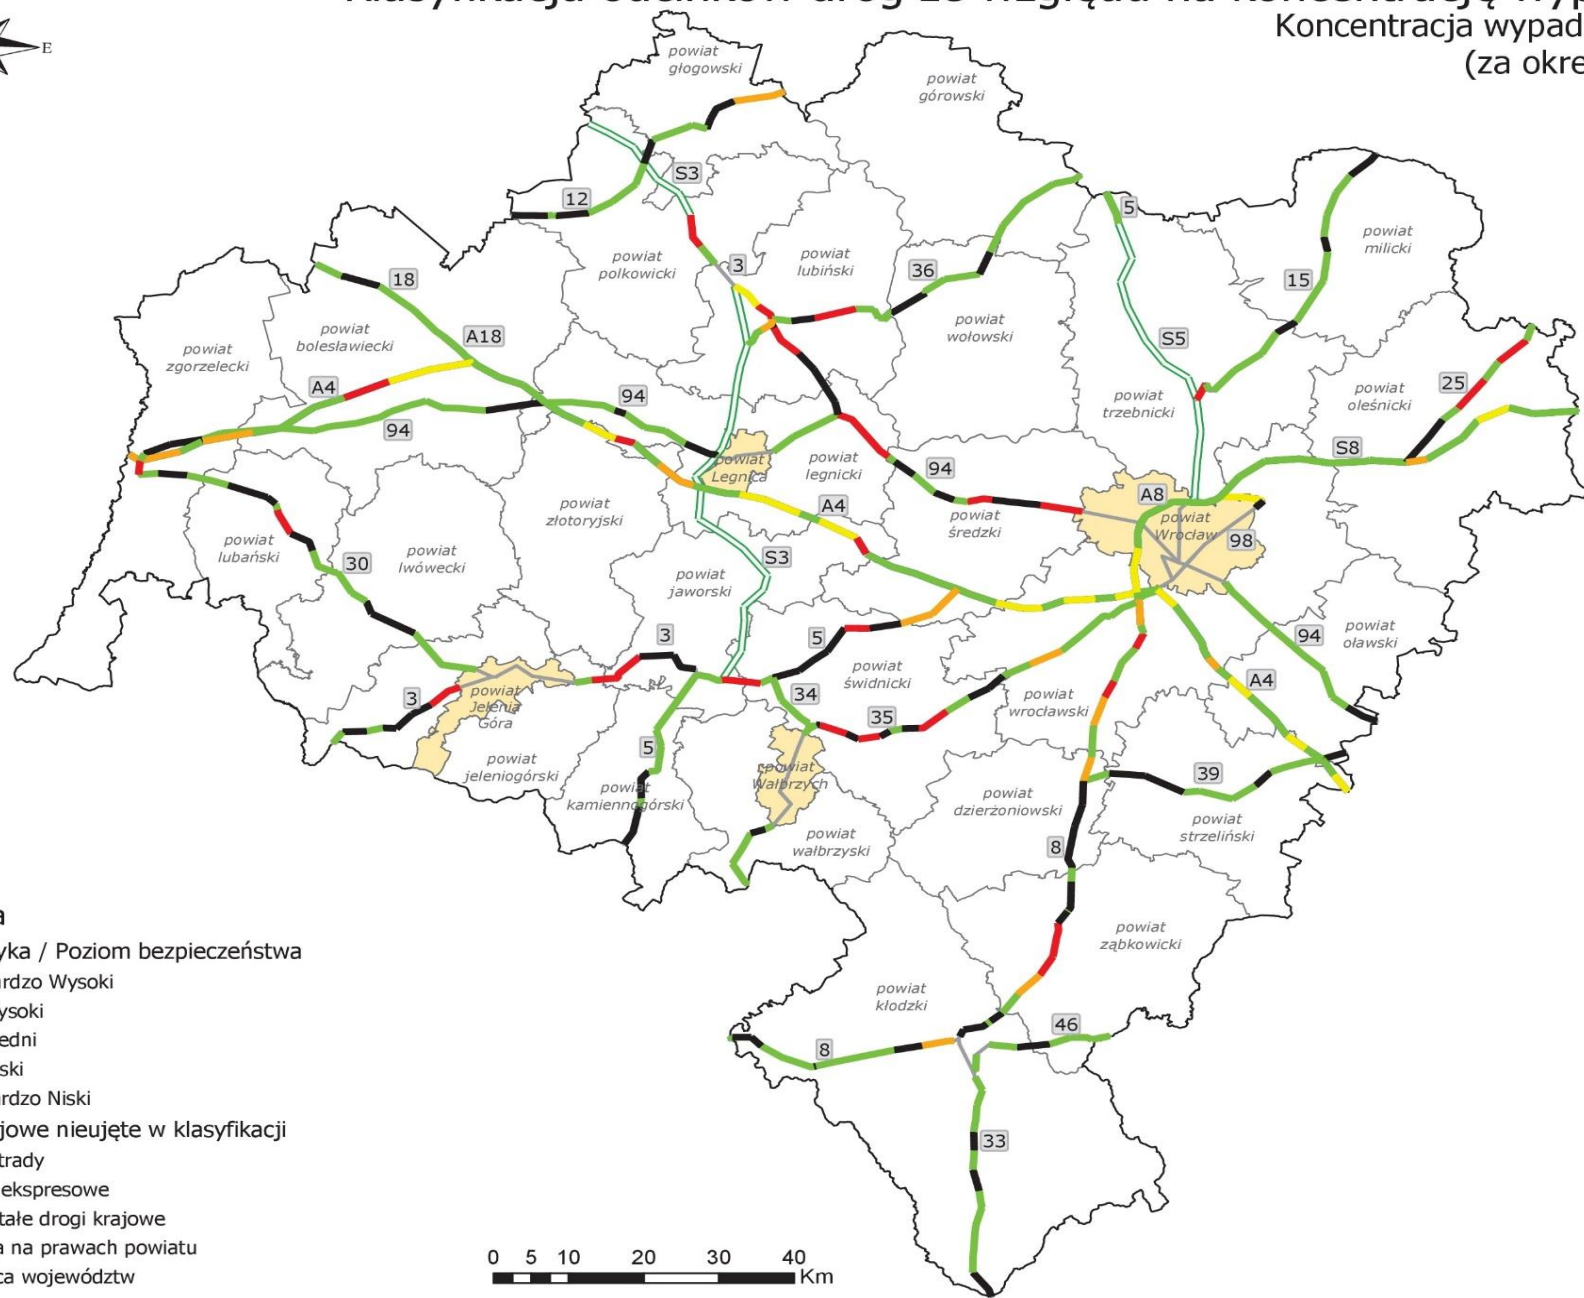 Koncentracja wypad
(za okre
E
powiat
głogowski
powiat
górowski
S3
12
5
powiat
milicki
powiat
polkowicki
3
powiat
lubiński
36
15
18
powiat
bolesławiecki
A18
powiat
zgorzelecki
powiat
wołowski
S5
A4
94
powiat
trzebnicki
25
powiat
oleśnicki
94
S8
powiat
Legnica
powiat
legnicki
94
A8
A4
powiat
złotoryjski
powiat
średzki
powiat
Wrocław
98
powiat
lubański
30
powiat
lwówecki
S3
powiat
jaworski
3
5
94
powiat
oławski
powiat
świdnicki
A4
3
powiat
Jelenia
Góra
34
35
powiat
wrocławski
5
powiat
jeleniogórski
powiat
Wałbrzych
39
powiat
kamiennogórski
powiat
dzierżoniowski
powiat
strzeliński
powiat
wałbrzyski
8
powiat
ząbkowicki
powiat
kłodzki
46
8
33
a
yka / Poziom bezpieczeństwa
ardzo Wysoki
ysoki
edni
ski
ardzo Niski
jowe nieujęte w klasyfikacji
trady
ekspresowe
tałe drogi krajowe
a na prawach powiatu
ca województw
0 5 10 20 30 40
Km